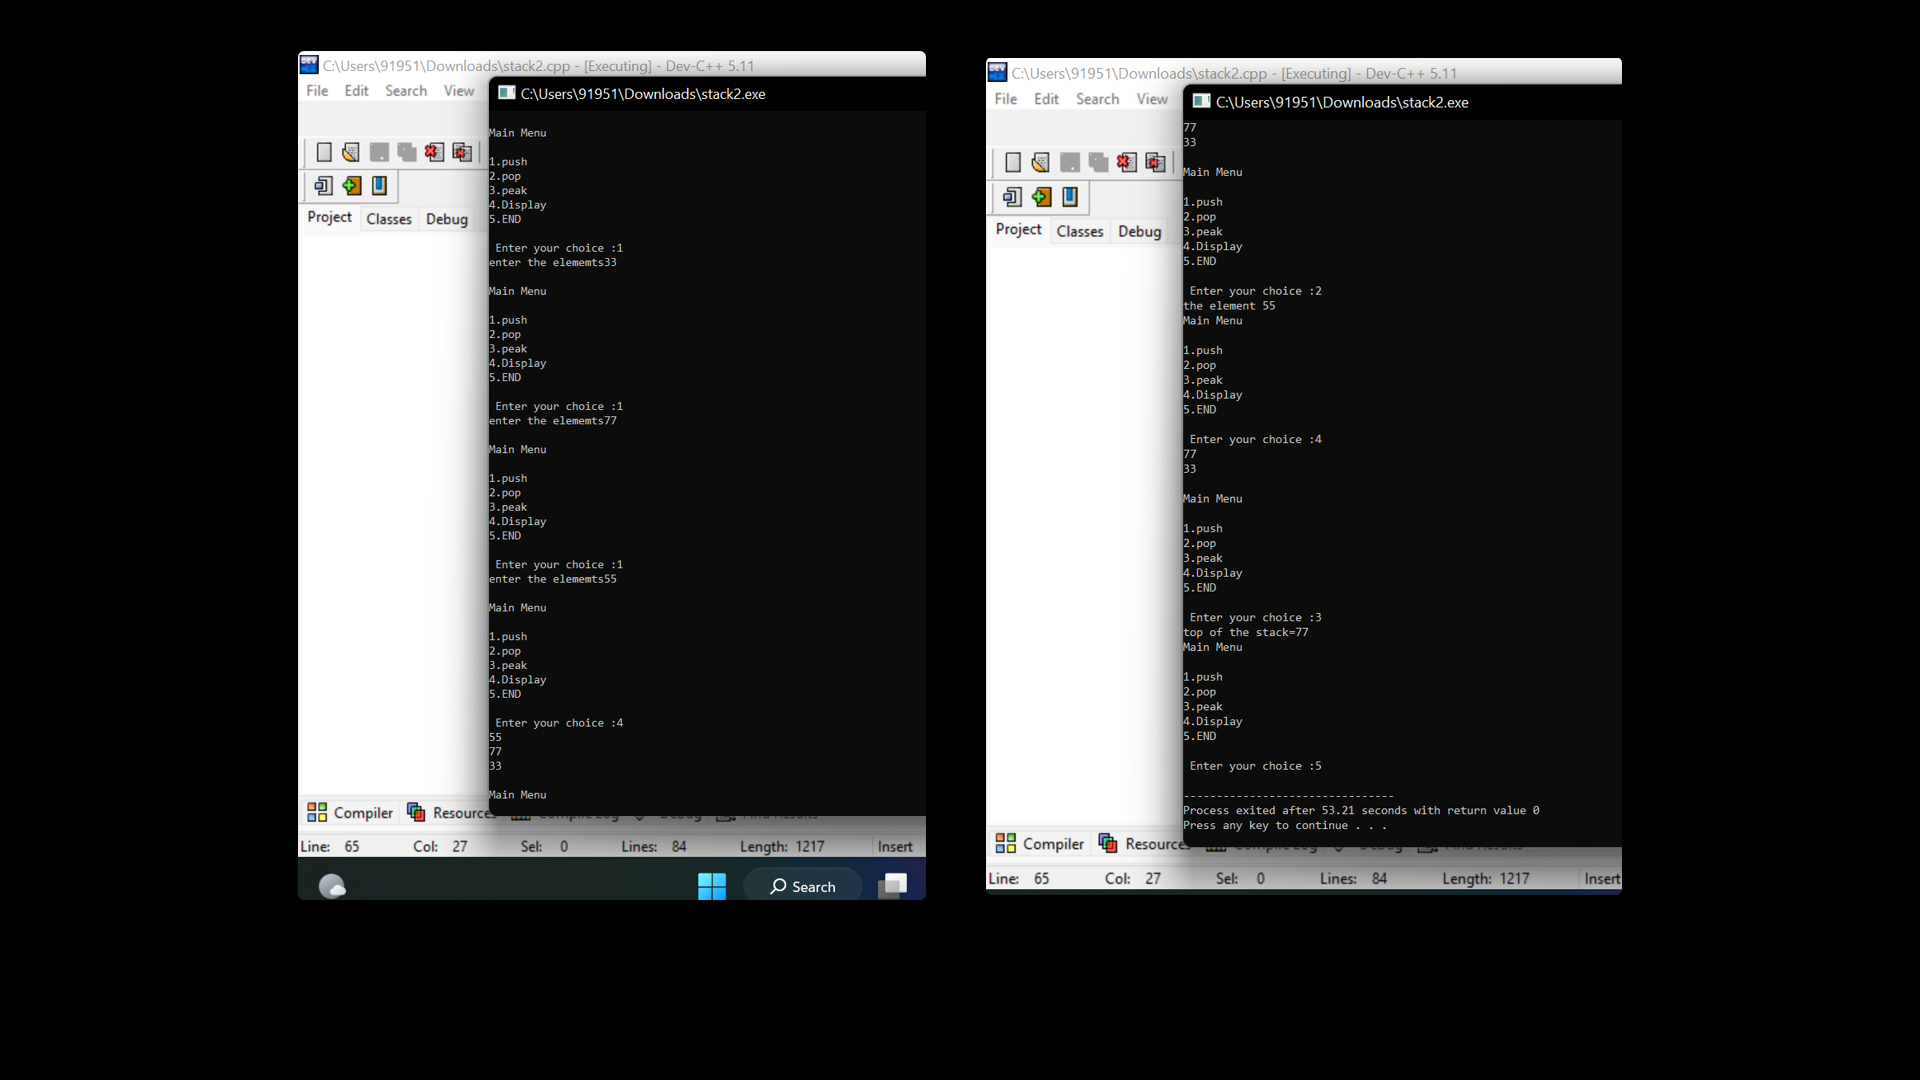 C:\Users\91951\Downloads\stack2.cpp - [Executing] - Dev-C++ 5.11
File Edit Search View
C:\Users\91951\Downloads\stack2.exe
Project Classes Debug
Main Menu
1.push
2.pop
3.peak
4.Display
5.END
Enter your choice :1
enter the elememts33
Main Menu
1.push
2.pop
3.peak
4.Display
5.END
Enter your choice :1
enter the elememts77
Main Menu
1.push
2.pop
3.peak
4.Display
5.END
Enter your choice :1
enter the elememts55
Main Menu
1.push
2.pop
3.peak
4.Display
5.END
Enter your choice :4
55
77
33
Main Menu
Compiler Resources
Line: 65 Col: 27 Sel: 0 Lines: 84 Length: 1217 Insert
Search
C:\Users\91951\Downloads\stack2.cpp - [Executing] - Dev-C++ 5.11
File Edit Search View
C:\Users\91951\Downloads\stack2.exe
Project Classes Debug
77
33
Main Menu
1.push
2.pop
3.peak
4.Display
5.END
Enter your choice :2
the element 55
Main Menu
1.push
2.pop
3.peak
4.Display
5.END
Enter your choice :4
77
33
Main Menu
1.push
2.pop
3.peak
4.Display
5.END
Enter your choice :3
top of the stack=77
Main Menu
1.push
2.pop
3.peak
4.Display
5.END
Enter your choice :5
--------------------------------
Process exited after 53.21 seconds with return value 0
Press any key to continue . . .
Compiler Resources
Line: 65 Col: 27 Sel: 0 Lines: 84 Length: 1217 Insert